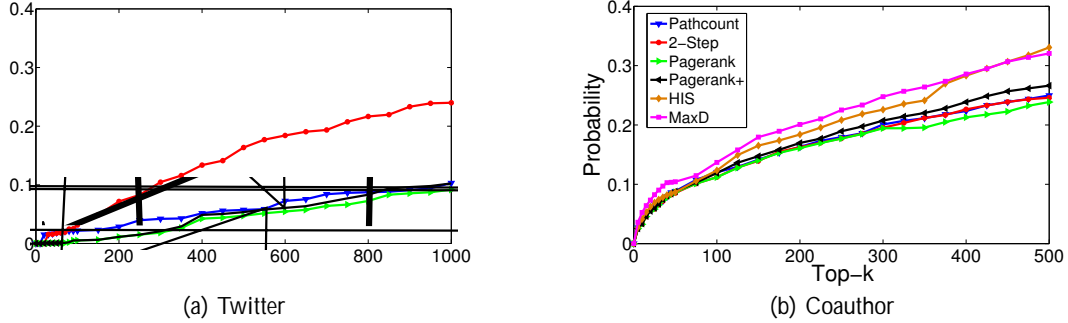 0.4
0.3
0.2
0.1
0
0 200 400 600 800 1000
(a) Twitter
Probability
0.4
0.3
0.2
0.1
0
0 100 200 300 400 500
Top-k
Pathcount
2-Step
Pagerank
Pagerank+
HIS
MaxD
(b) Coauthor